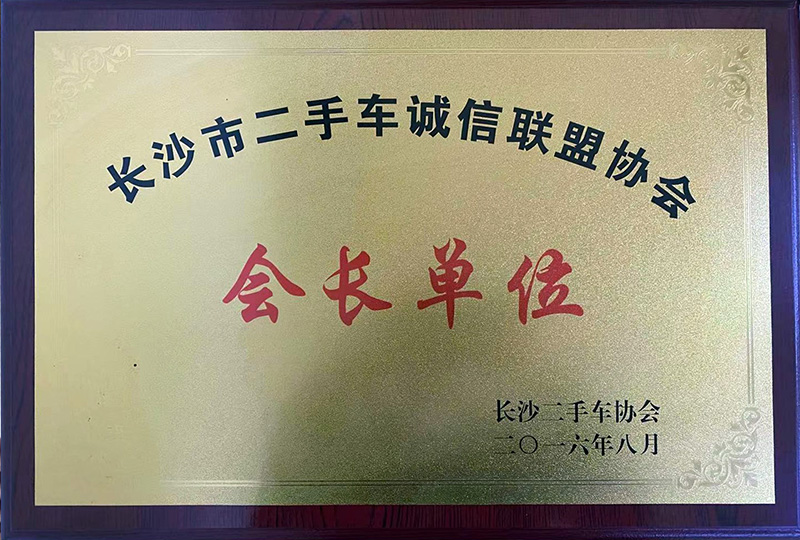 长沙市二手车诚信联盟协会
会长单位
长沙二手车协会
二〇一六年八月